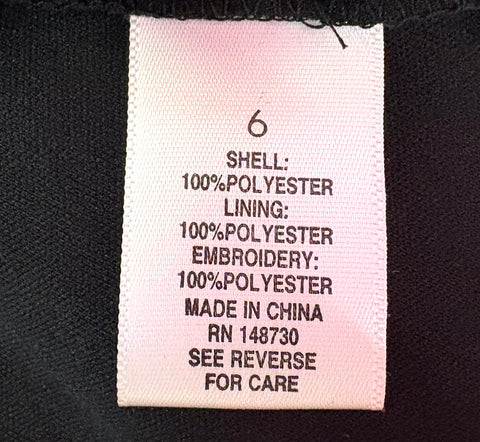 6
SHELL:
100%POLYESTER
LINING:
100%POLYESTER
EMBROIDERY:
100%POLYESTER
MADE IN CHINA
RN 148730
SEE REVERSE
FOR CARE